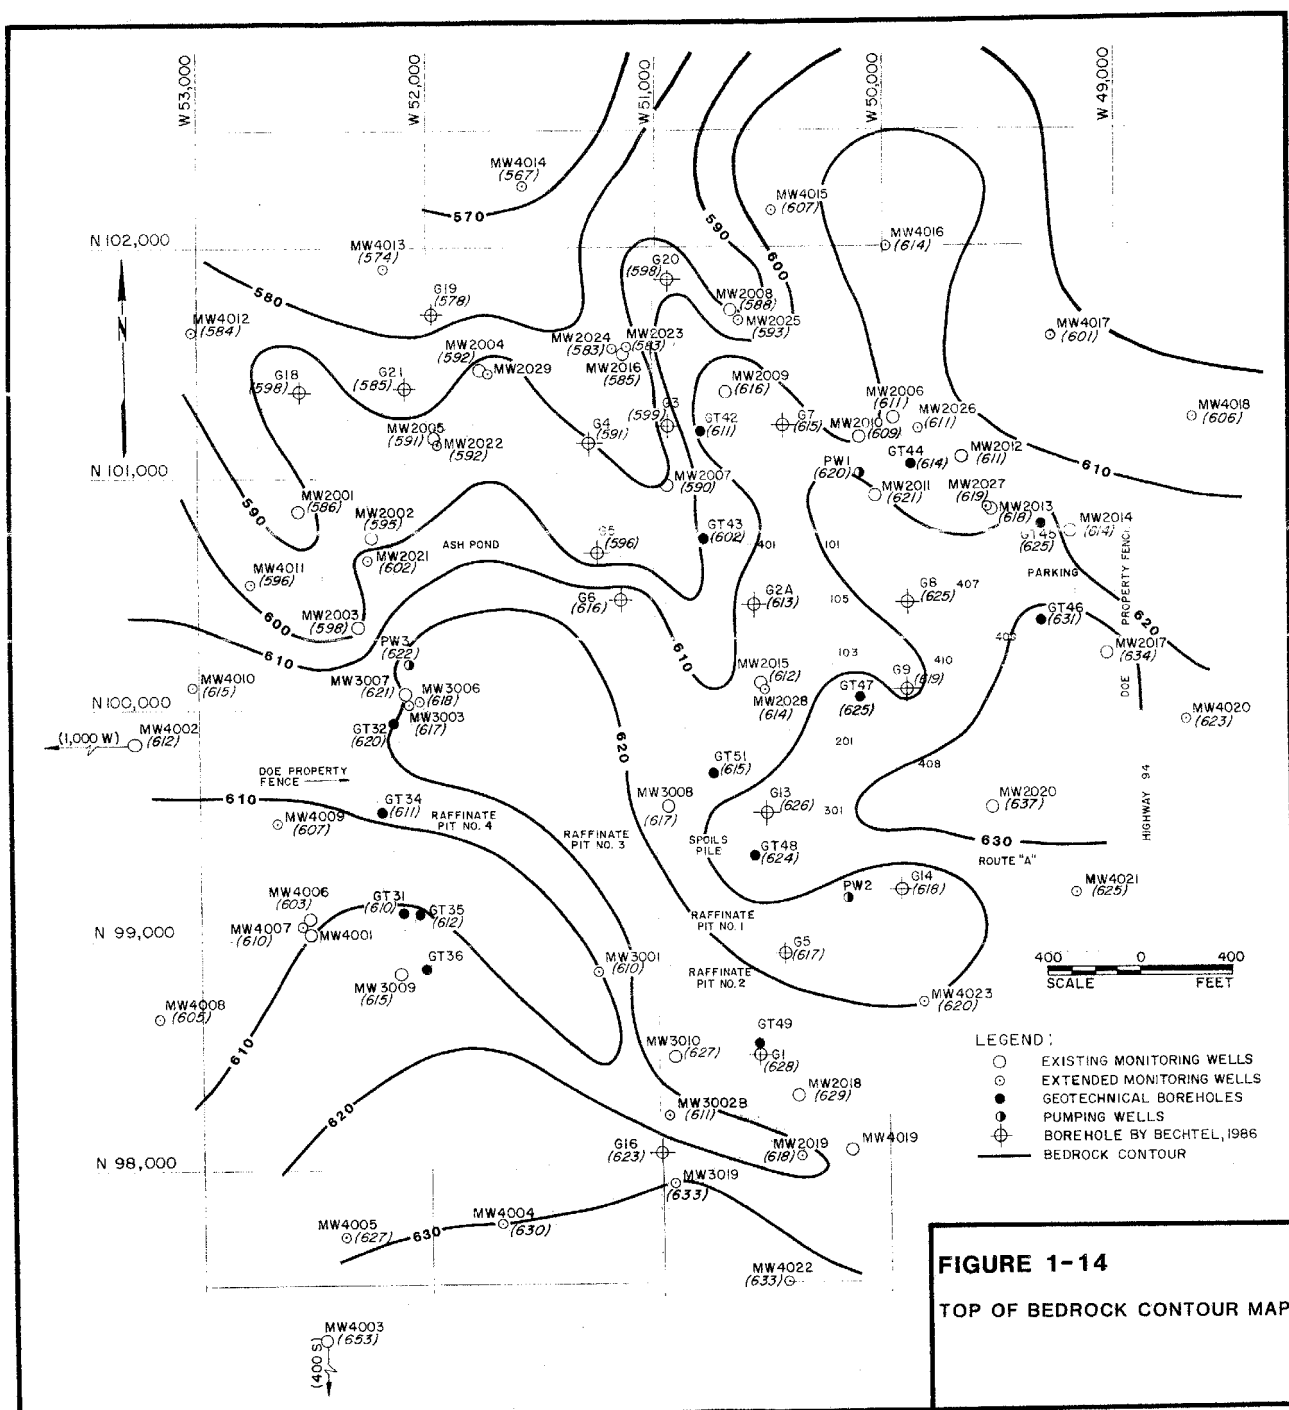 W 53,000
W 52,000
W 51,000
W 50,000
W 49,000
MW4014
(567)
570
590
MW4015
(607)
MW4016
(614)
N 102,000
MW4013
(574)
580
G19
(578)
G20
(598)
600
MW4012
(584)
N
MW2008
(588)
MW2025
(593)
MW4017
(601)
MW2004
(592)
MW2029
MW2024
(583)
MW2023
(583)
MW2016
(585)
G18
(598)
G21
(585)
MW2009
(616)
MW2006
(611)
MW2026
(611)
MW4018
(606)
MW2005
(591)
MW2022
(592)
G4
(591)
G3
(599)
GT42
(611)
G7
(615)
MW2010
(609)
GT44
(614)
MW2012
(611)
610
N 101,000
PW1
(620)
MW2011
(621)
MW2007
(590)
MW2027
(619)
MW2013
(618)
GT45
(625)
MW2014
(614)
590
MW2001
(586)
MW2002
(595)
MW2021
(602)
ASH POND
G5
(596)
GT43
(602)
401
101
PARKING
DOE PROPERTY FENCE
MW4011
(596)
600
MW2003
(598)
G6
(616)
G2A
(613)
105
G8
(625)
407
GT46
(631)
620
406
610
PW3
(622)
610
103
410
MW2017
(634)
MW4010
(615)
MW3007
(621)
MW3006
(618)
MW3003
(617)
MW2015
(612)
MW2028
(614)
GT47
(625)
G9
(619)
N 100,000
MW4002
(612)
(1,000 W)
GT32
(620)
620
201
MW4020
(623)
DOE PROPERTY
FENCE
GT51
(615)
408
610
GT34
(611)
MW4009
(607)
RAFFINATE
PIT NO. 4
RAFFINATE
PIT NO. 3
MW3008
(617)
G13
(626)
301
MW2020
(637)
HIGHWAY 94
630
SPOILS
PILE
GT48
(624)
ROUTE "A"
MW4006
(603)
MW4007
(610)
MW4001
GT31
(610)
GT35
(612)
PW2
G14
(618)
MW4021
(625)
N 99,000
RAFFINATE
PIT NO. 1
G5
(617)
GT36
MW3009
(615)
MW3001
(610)
RAFFINATE
PIT NO. 2
400 0 400
SCALE FEET
MW4008
(605)
MW4023
(620)
610
GT49
MW3010
(627)
G1
(628)
LEGEND:
EXISTING MONITORING WELLS
EXTENDED MONITORING WELLS
GEOTECHNICAL BOREHOLES
PUMPING WELLS
BOREHOLE BY BECHTEL, 1986
BEDROCK CONTOUR
MW2018
(629)
620
MW3002B
(611)
N 98,000
G16
(623)
MW2019
(618)
MW4019
MW3019
(633)
MW4005
(627)
630
MW4004
(630)
MW4022
(633)
MW4003
(653)
(400 S)
FIGURE 1-14
TOP OF BEDROCK CONTOUR MAP